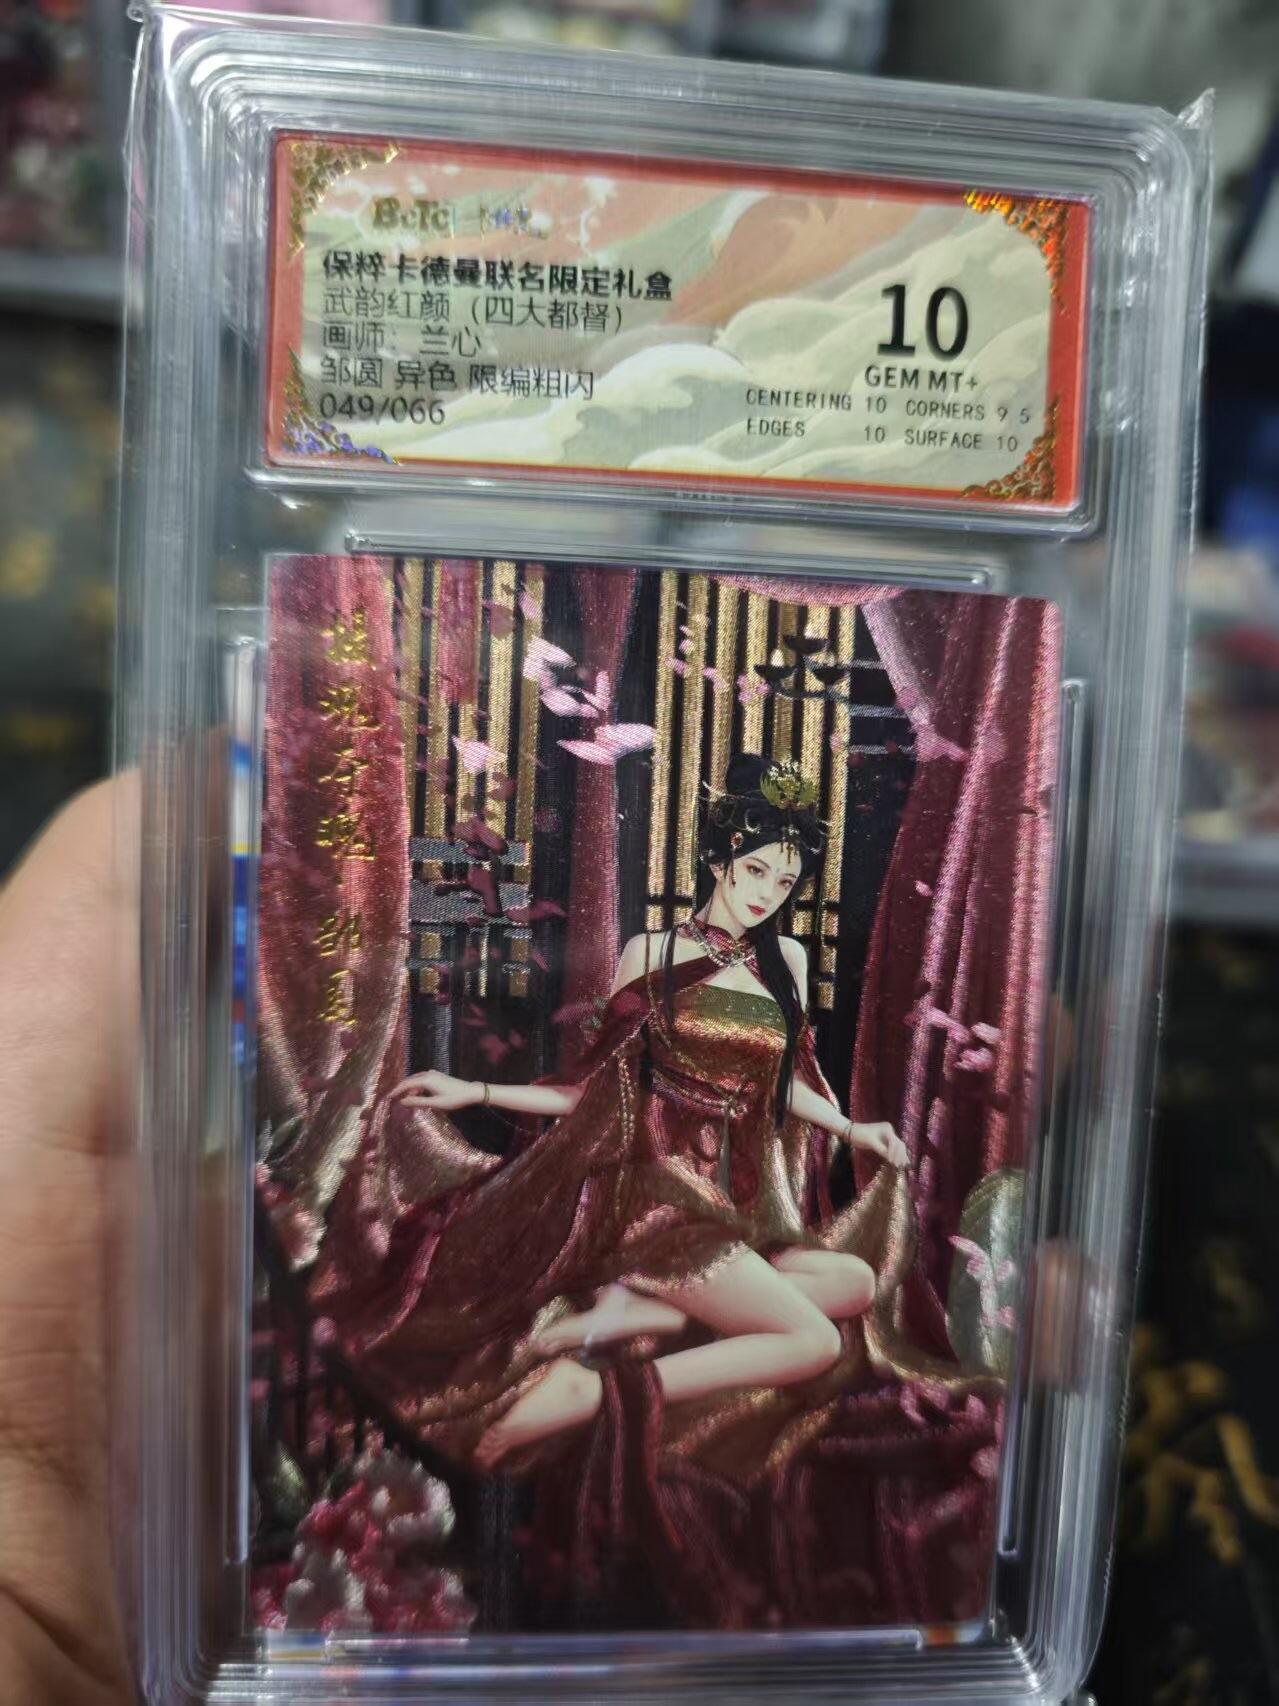 BcTc
保粹卡德曼联名限定礼盒
武韵红颜（四大都督）
画师：兰心
邹圆 异色 限编粗闪
049/066
10
GEM MT+
CENTERING 10 CORNERS 9.5
EDGES 10 SURFACE 10